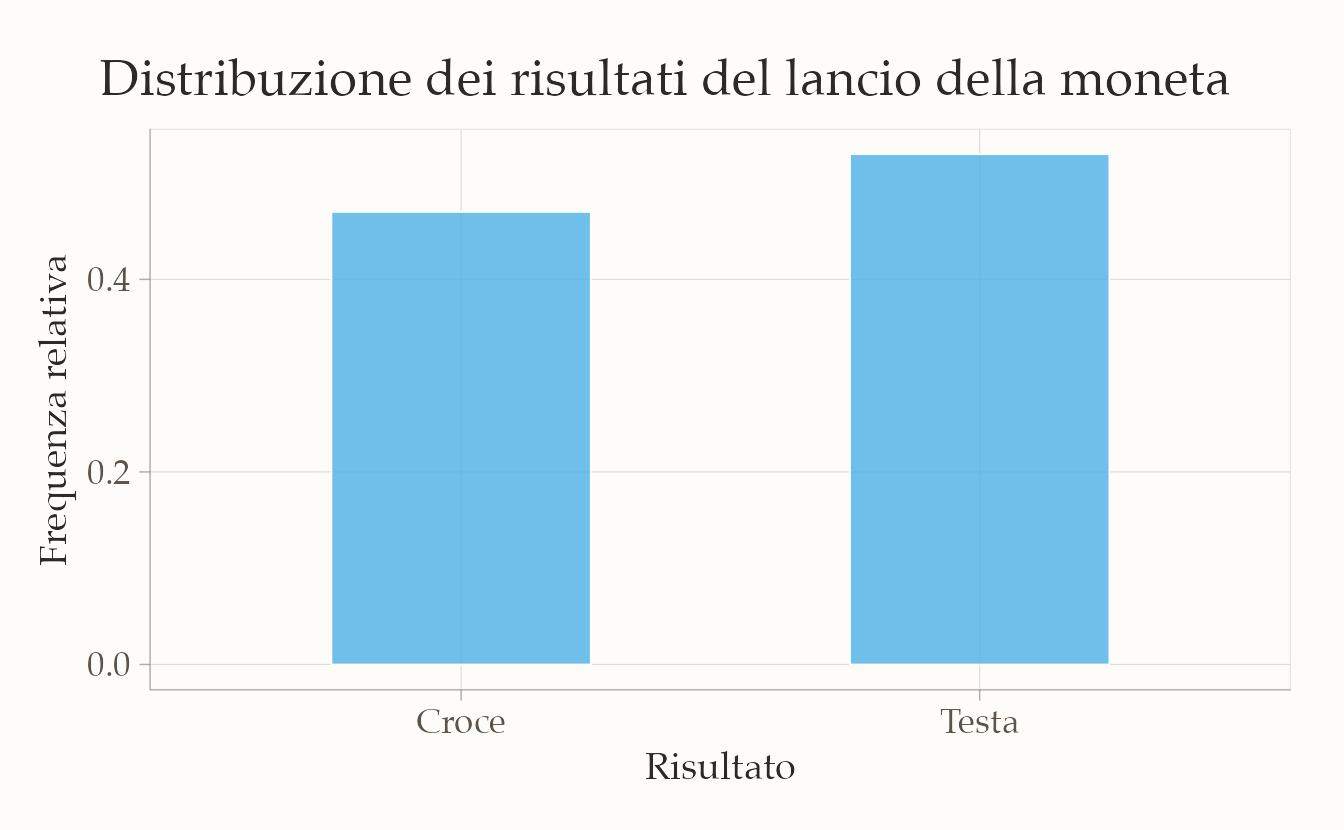 Distribuzione dei risultati del lancio della moneta
Frequenza relativa
0.4
0.2
0.0
Croce
Testa
Risultato